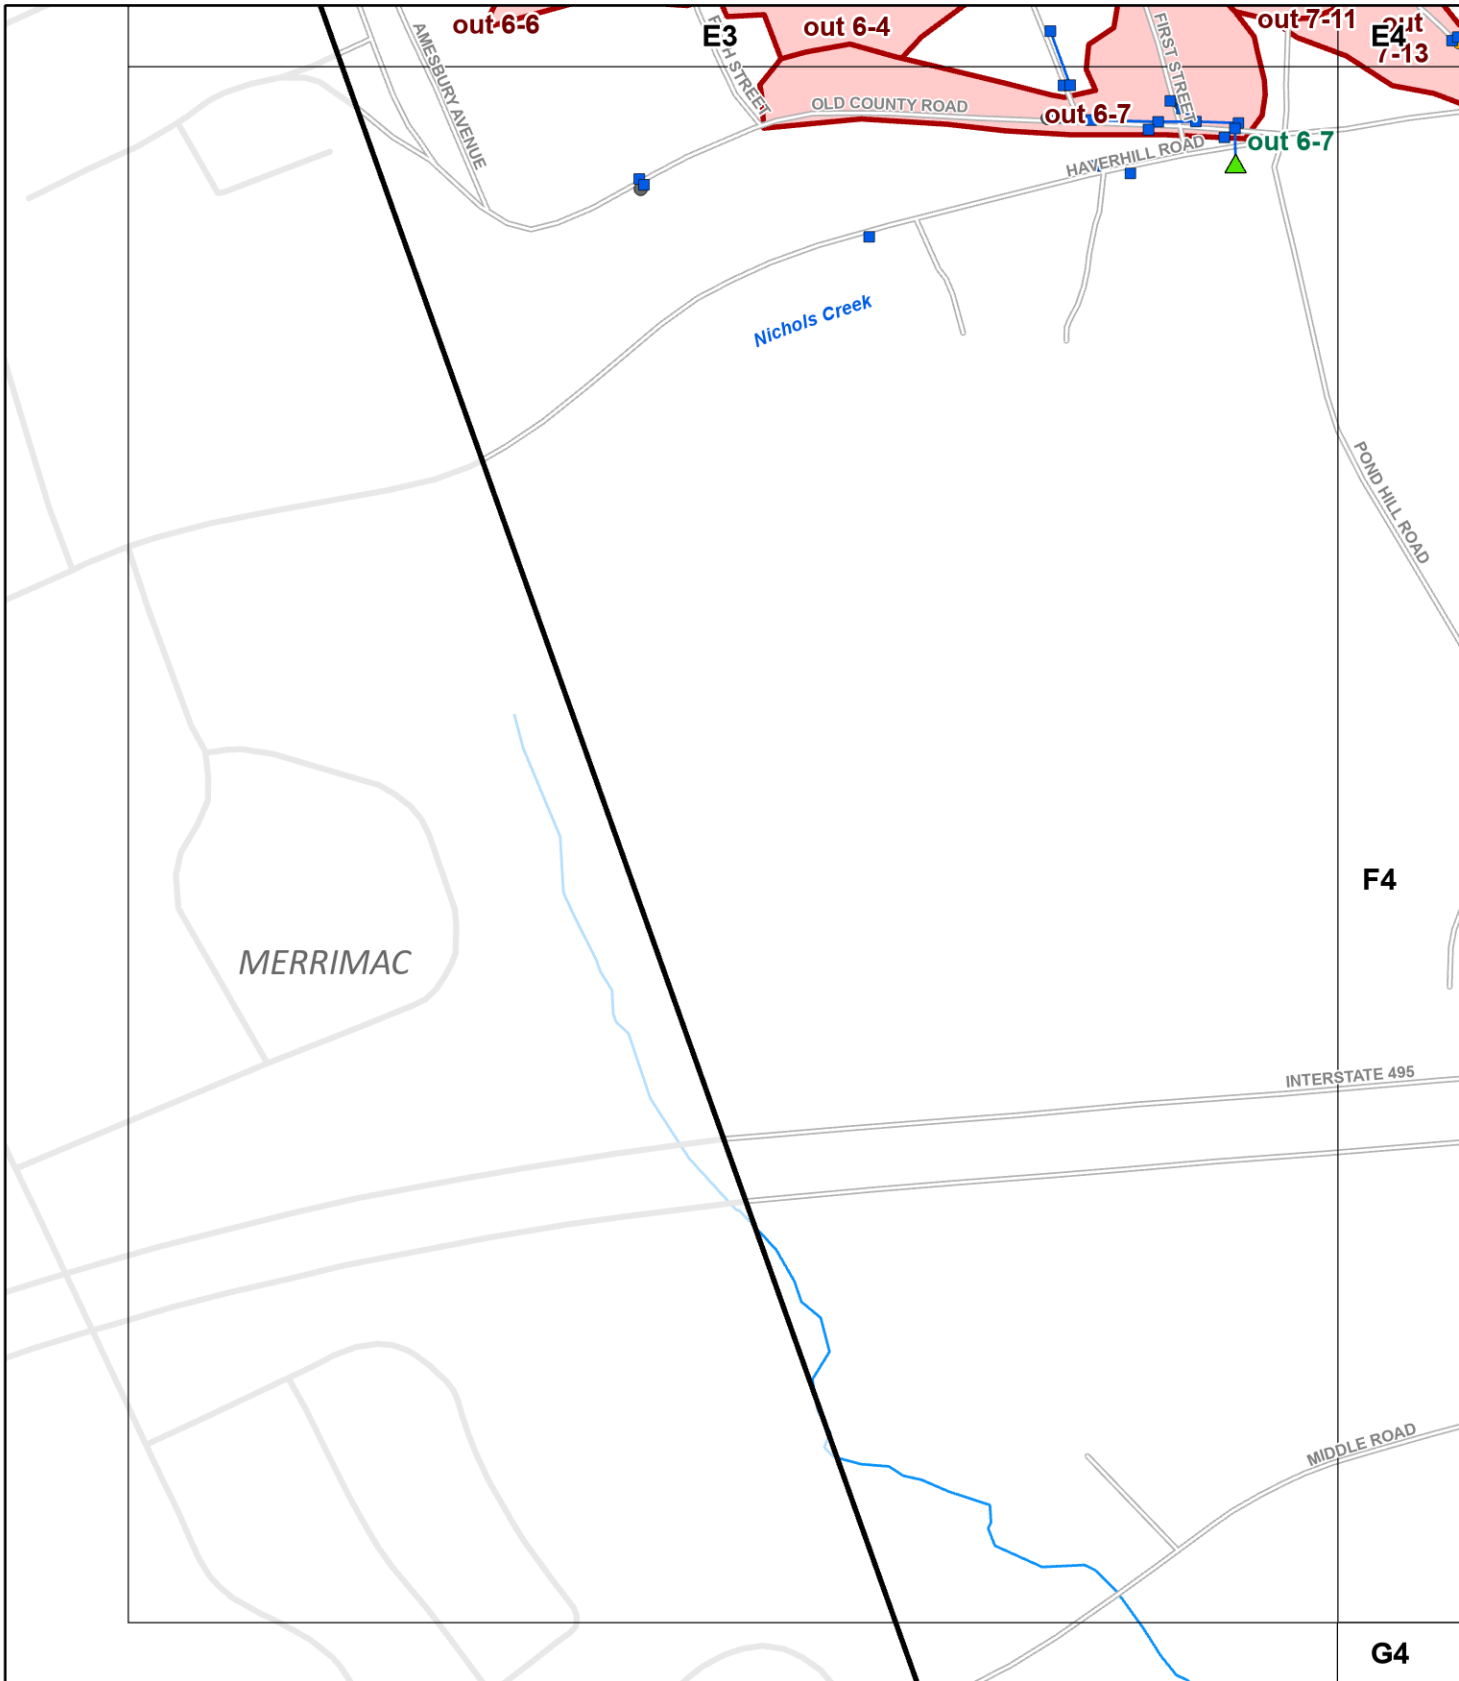 out 6-6
E3
out 6-4
out 7-11
E4
out
7-13
AMESBURY AVENUE
FIRST STREET
OLD COUNTY ROAD
out 6-7
HAVERHILL ROAD
out 6-7
Nichols Creek
POND HILL ROAD
F4
MERRIMAC
INTERSTATE 495
MIDDLE ROAD
G4